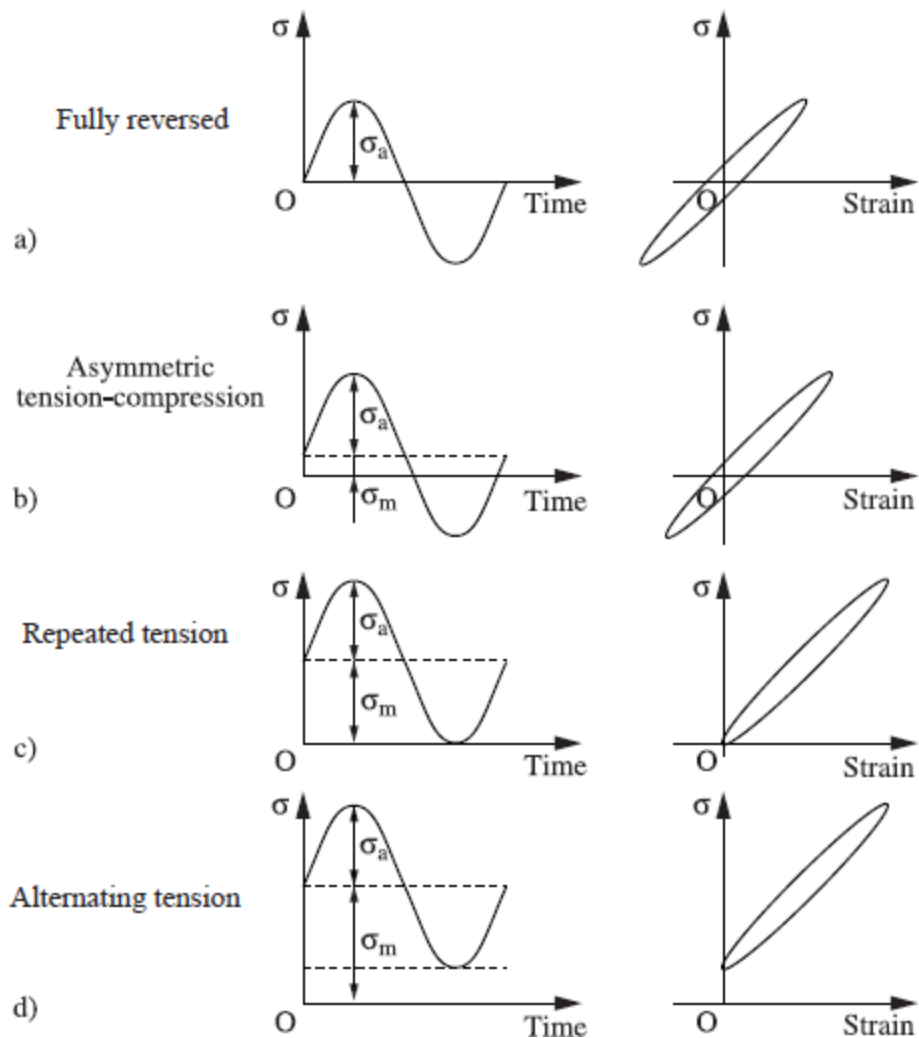 σ
σ
Fully reversed
σa
O
Time
O
Strain
a)
σ
σ
Asymmetric
tension-compression
σa
b)
O
σm
Time
O
Strain
σ
σ
Repeated tension
σa
σm
c)
O
Time
O
Strain
σ
σ
σa
Alternating tension
σm
d)
O
Time
O
Strain